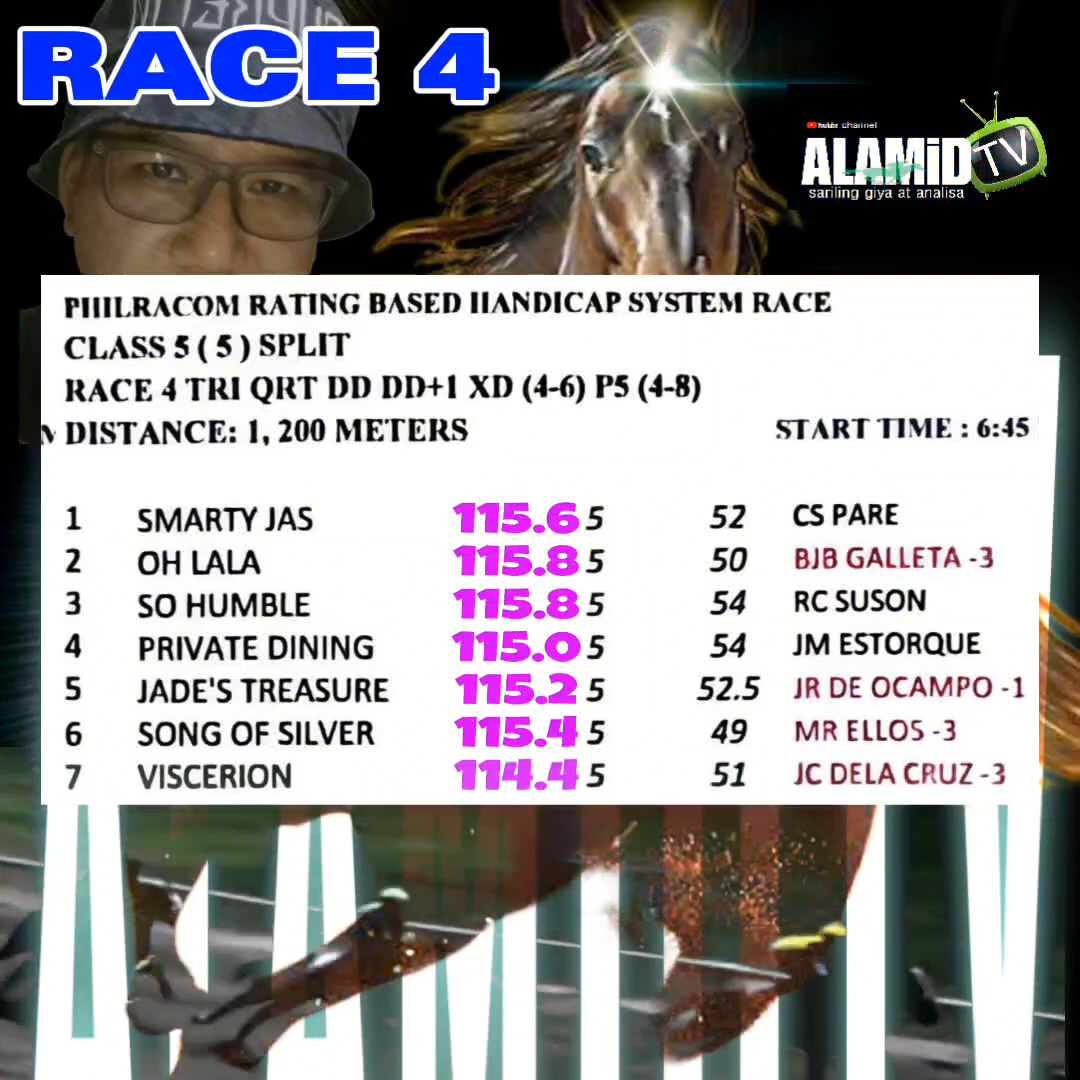 RACE 4
YouTube channel
ALAMiD TV
sariling giya at analisa
PHILRACOM RATING BASED HANDICAP SYSTEM RACE
CLASS 5 ( 5 ) SPLIT
RACE 4 TRI QRT DD DD+1 XD (4-6) P5 (4-8)
DISTANCE: 1, 200 METERS START TIME : 6:45
1 SMARTY JAS 115.6 5 52 CS PARE
2 OH LALA 115.8 5 50 BJB GALLETA -3
3 SO HUMBLE 115.8 5 54 RC SUSON
4 PRIVATE DINING 115.0 5 54 JM ESTORQUE
5 JADE'S TREASURE 115.2 5 52.5 JR DE OCAMPO -1
6 SONG OF SILVER 115.4 5 49 MR ELLOS -3
7 VISCERION 114.4 5 51 JC DELA CRUZ -3